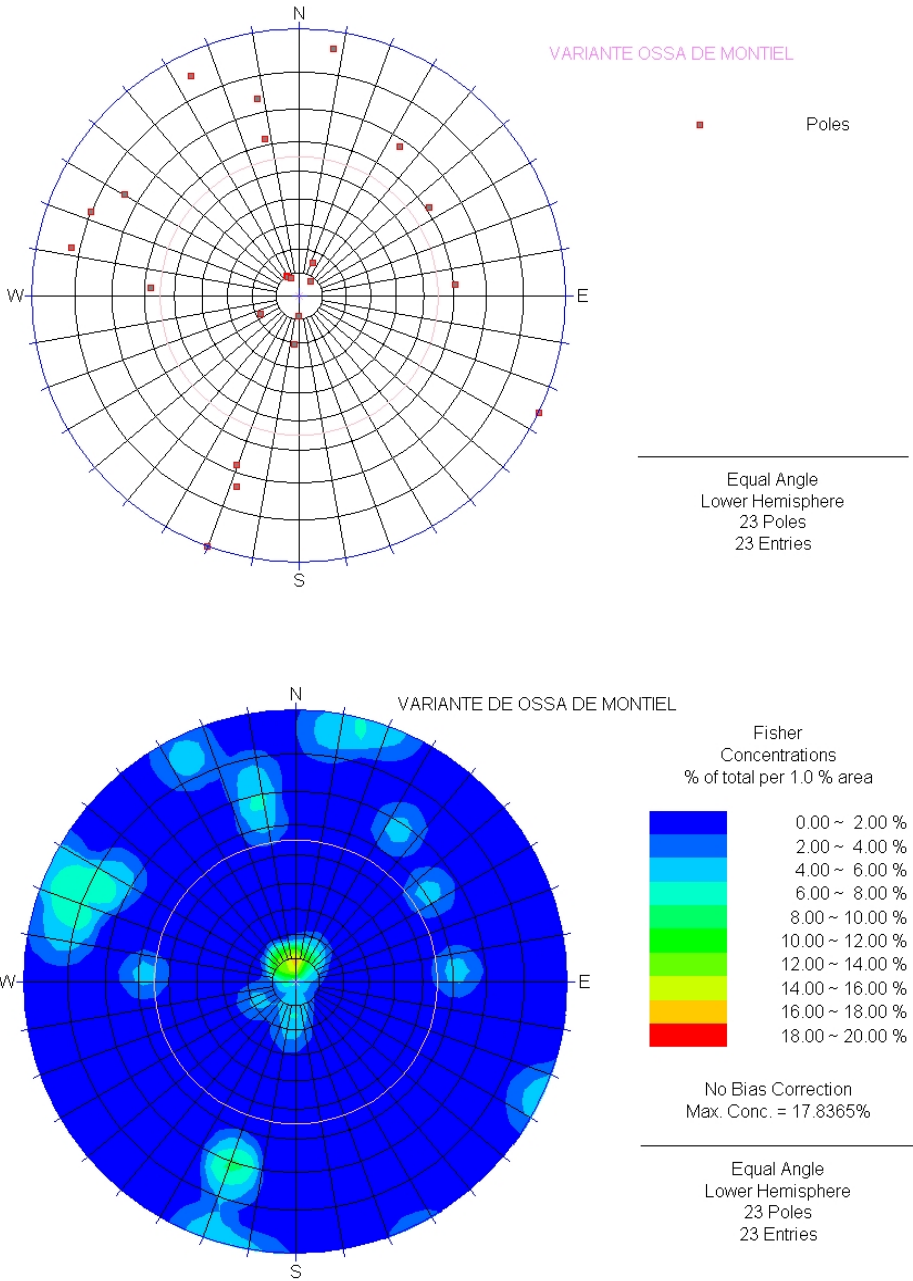 N
VARIANTE OSSA DE MONTIEL
Poles
W
E
Equal Angle
Lower Hemisphere
23 Poles
23 Entries
S
N
VARIANTE DE OSSA DE MONTIEL
Fisher
Concentrations
% of total per 1.0 % area
0.00 ~ 2.00 %
2.00 ~ 4.00 %
4.00 ~ 6.00 %
6.00 ~ 8.00 %
8.00 ~ 10.00 %
10.00 ~ 12.00 %
12.00 ~ 14.00 %
14.00 ~ 16.00 %
16.00 ~ 18.00 %
18.00 ~ 20.00 %
W
E
No Bias Correction
Max. Conc. = 17.8365%
Equal Angle
Lower Hemisphere
23 Poles
23 Entries
S